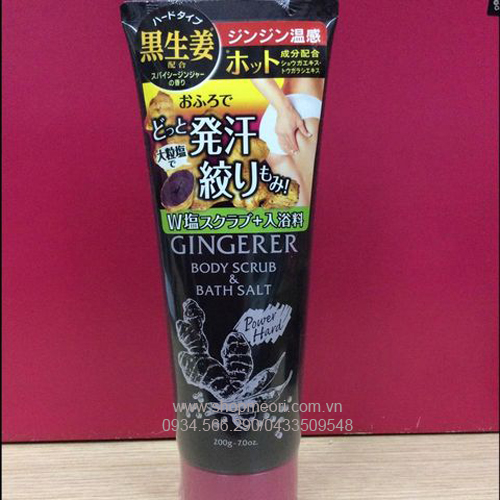 ハードタイプ
黒生姜
配合
スパイシージンジャー
の香り
ジンジン温感
ホット
成分配合
ショウガエキス・
トウガラシエキス
おふろで
どっと発汗
大粒塩で
絞りもみ!
W塩スクラブ+入浴料
GINGERER
BODY SCRUB
&
BATH SALT
Power
Hard
www.shopmeori.com.vn
0934.566.290/0433509548
200g-7.0oz.